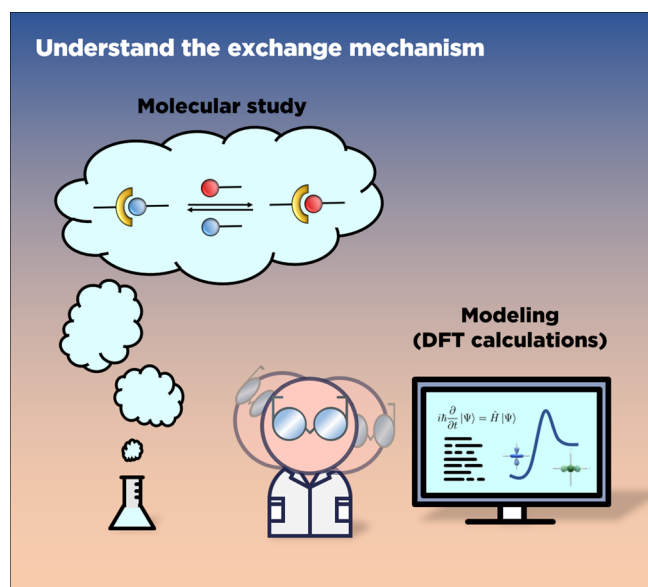 Understand the exchange mechanism
Molecular study
Modeling
(DFT calculations)
iℏ ∂/∂t |Ψ⟩ = Ĥ |Ψ⟩